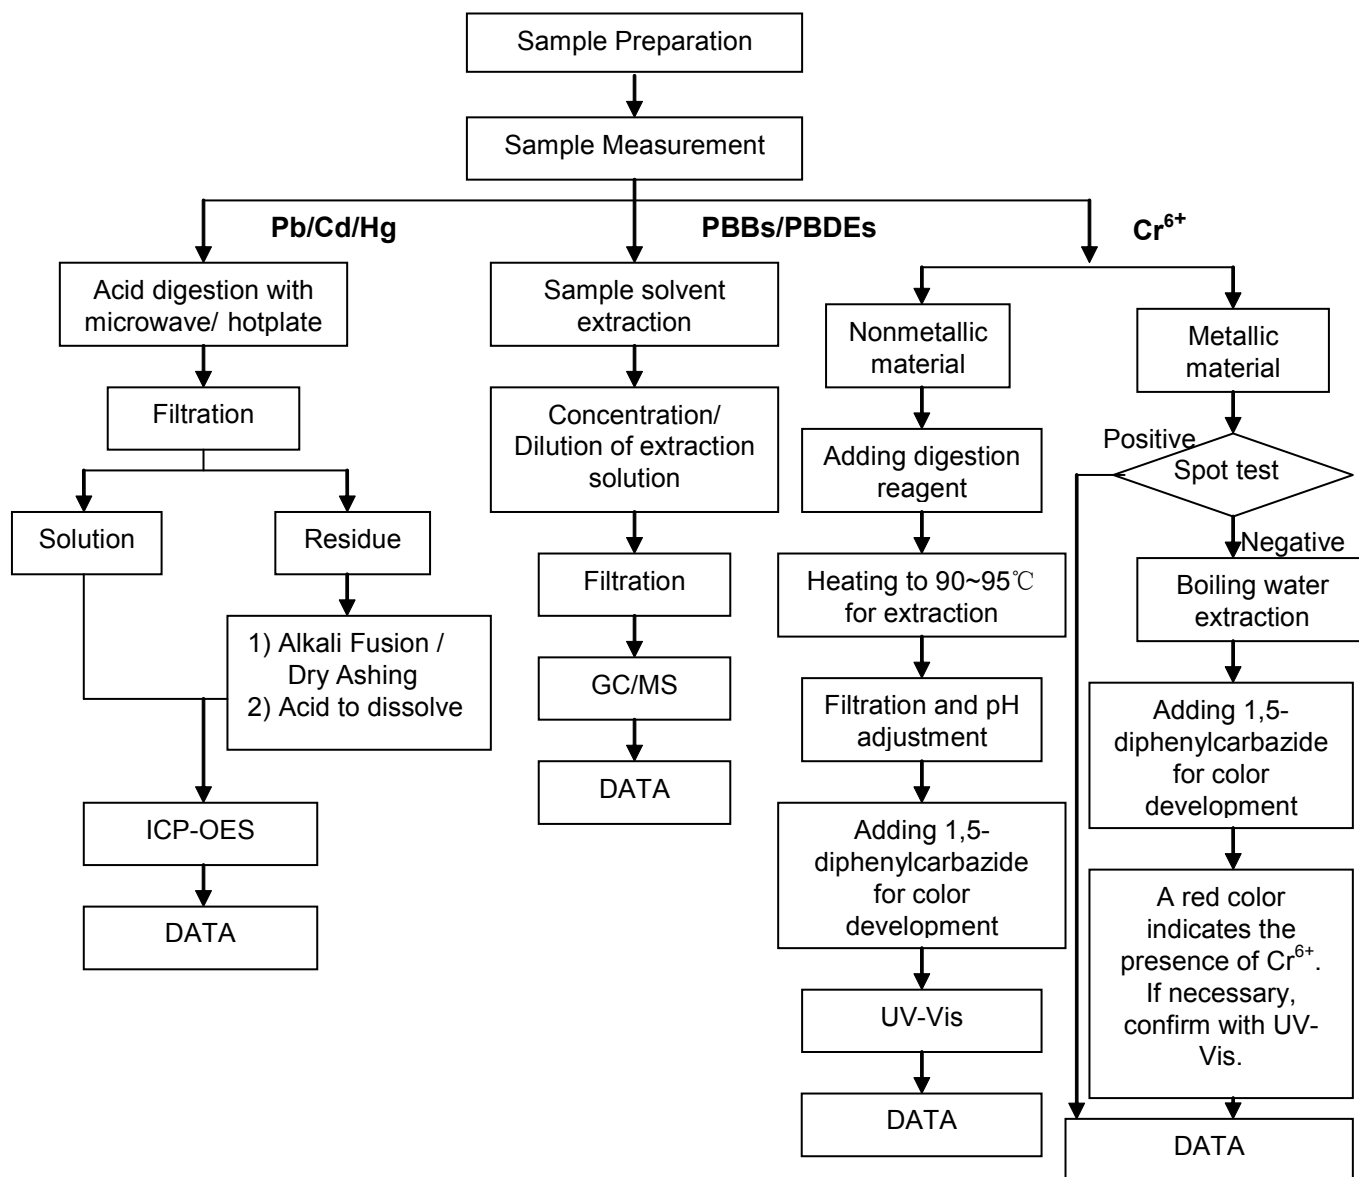 Sample Preparation
Sample Measurement
Pb/Cd/Hg
PBBs/PBDEs
Cr⁶⁺
Acid digestion with
microwave/ hotplate
Filtration
Solution
Residue
1) Alkali Fusion /
Dry Ashing
2) Acid to dissolve
ICP-OES
DATA
Sample solvent
extraction
Concentration/
Dilution of extraction
solution
Filtration
GC/MS
DATA
Nonmetallic
material
Adding digestion
reagent
Heating to 90~95℃
for extraction
Filtration and pH
adjustment
Adding 1,5-
diphenylcarbazide
for color
development
UV-Vis
DATA
Metallic
material
Positive
Spot test
Negative
Boiling water
extraction
Adding 1,5-
diphenylcarbazide
for color
development
A red color
indicates the
presence of Cr⁶⁺.
If necessary,
confirm with UV-
Vis.
DATA